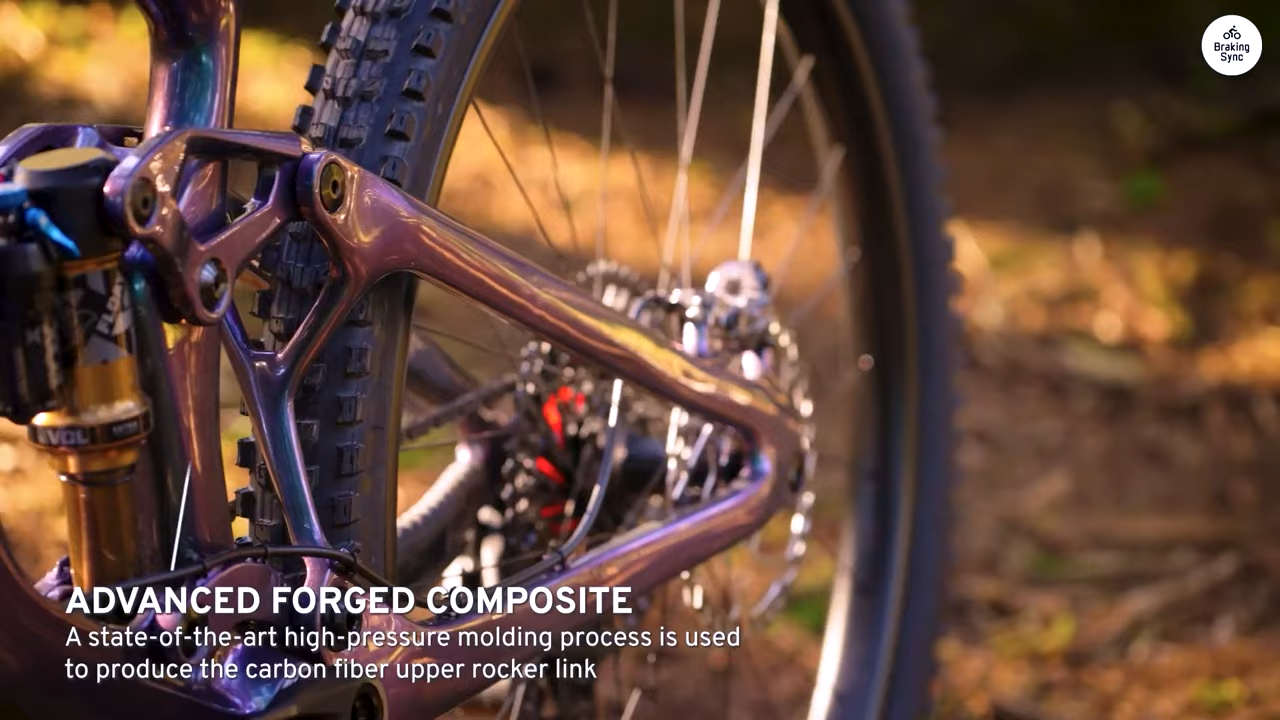 Braking
Sync
EVOL
ADVANCED FORGED COMPOSITE
A state-of-the-art high-pressure molding process is used
to produce the carbon fiber upper rocker link